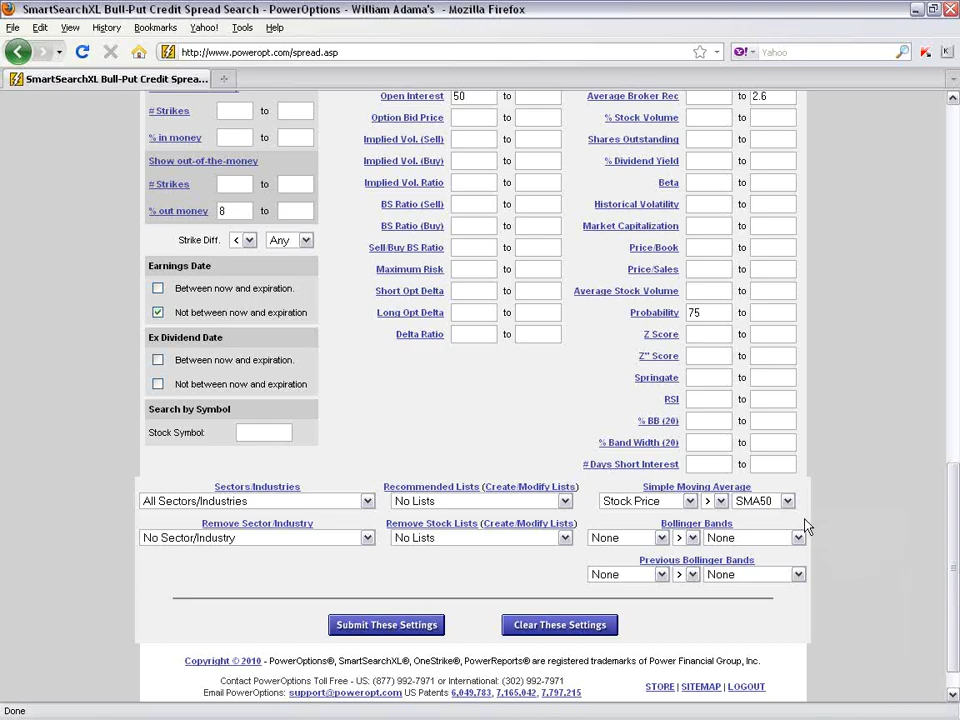 SmartSearchXL Bull-Put Credit Spread Search - PowerOptions - William Adama's - Mozilla Firefox
File Edit View History Bookmarks Yahoo! Tools Help
http://www.poweropt.com/spread.asp
Yahoo
SmartSearchXL Bull-Put Credit Sprea...
Open Interest 50 to
Average Broker Rec to 2.6
# Strikes to
Option Bid Price to
% Stock Volume to
% in money to
Implied Vol. (Sell) to
Shares Outstanding to
Show out-of-the-money
Implied Vol. (Buy) to
% Dividend Yield to
# Strikes to
Implied Vol. Ratio to
Beta to
% out money 8 to
BS Ratio (Sell) to
Historical Volatility to
BS Ratio (Buy) to
Market Capitalization to
Strike Diff. < Any
Sell/Buy BS Ratio to
Price/Book to
Earnings Date
Maximum Risk to
Price/Sales to
Between now and expiration.
Short Opt Delta to
Average Stock Volume to
Not between now and expiration
Long Opt Delta to
Probability 75 to
Ex Dividend Date
Delta Ratio to
Z Score to
Between now and expiration.
Z" Score to
Not between now and expiration
Springate to
Search by Symbol
RSI to
Stock Symbol:
% BB (20) to
% Band Width (20) to
# Days Short Interest to
Sectors/Industries
Recommended Lists (Create/Modify Lists)
Simple Moving Average
All Sectors/Industries
No Lists
Stock Price > SMA50
Remove Sector/Industry
Remove Stock Lists (Create/Modify Lists)
Bollinger Bands
No Sector/Industry
No Lists
None > None
Previous Bollinger Bands
None > None
Submit These Settings
Clear These Settings
Copyright © 2010 - PowerOptions®, SmartSearchXL®, OneStrike®, PowerReports® are registered trademarks of Power Financial Group, Inc.
Contact PowerOptions Toll Free - US: (877) 992-7971 or International: (302) 992-7971
Email PowerOptions: support@poweropt.com US Patents 6,049,783, 7,165,042, 7,797,215
STORE | SITEMAP | LOGOUT
Done